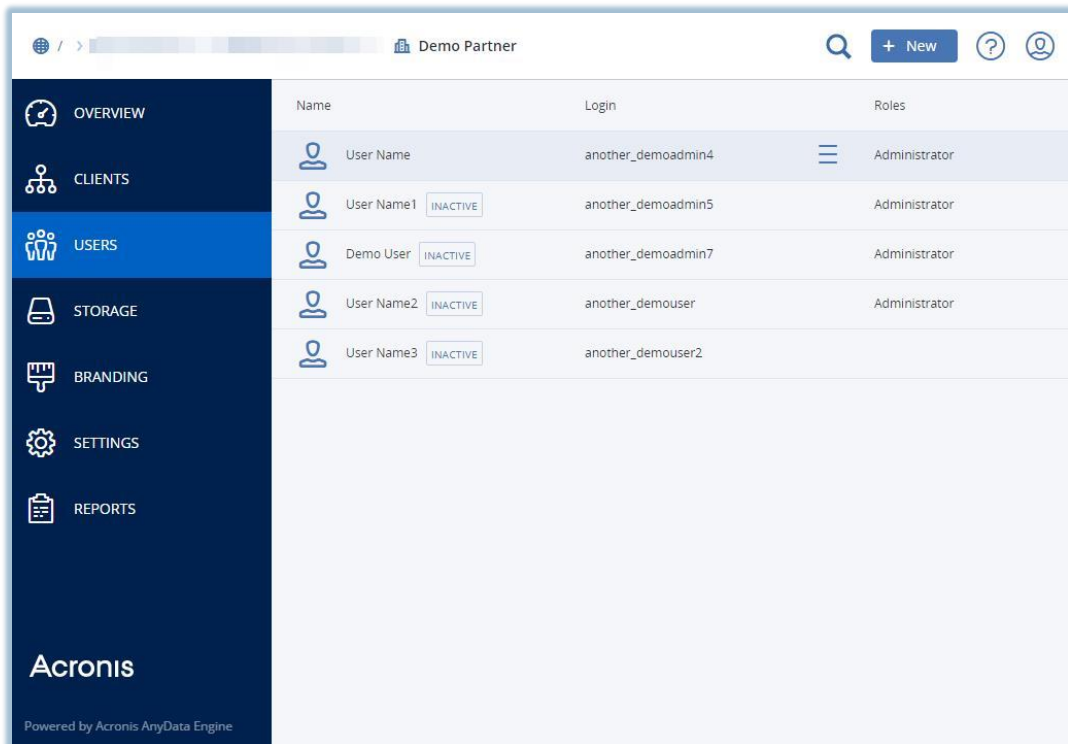 / > Demo Partner + New ?
OVERVIEW
CLIENTS
USERS
STORAGE
BRANDING
SETTINGS
REPORTS
Acronis
Powered by Acronis AnyData Engine
Name Login Roles
User Name another_demoadmin4 Administrator
User Name1 INACTIVE another_demoadmin5 Administrator
Demo User INACTIVE another_demoadmin7 Administrator
User Name2 INACTIVE another_demouser Administrator
User Name3 INACTIVE another_demouser2